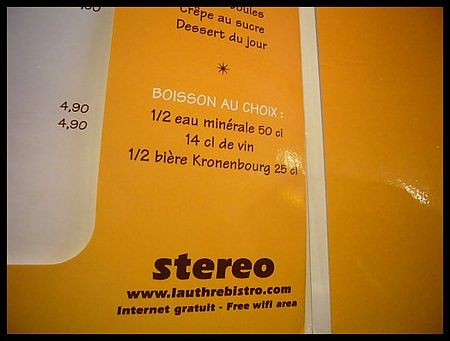 boules
Crêpe au sucre
Dessert du jour
BOISSON AU CHOIX :
1/2 eau minérale 50 cl
14 cl de vin
1/2 bière Kronenbourg 25 cl
4,90
4,90
stereo
www.lauthrebistro.com
Internet gratuit - Free wifi area